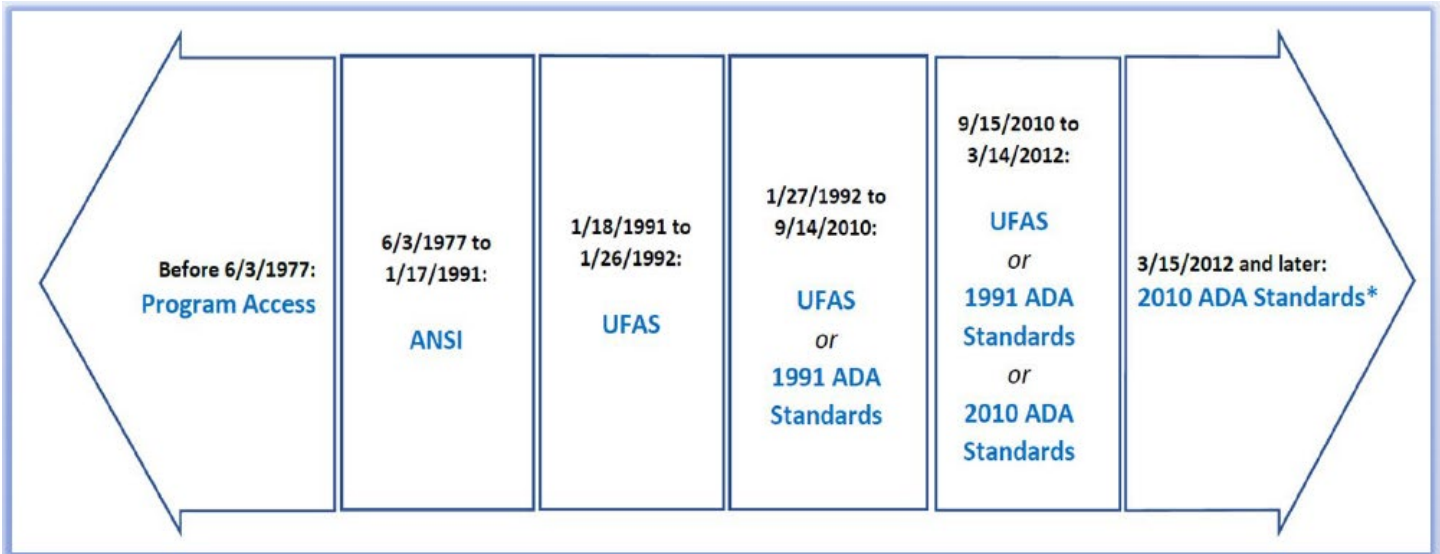 Before 6/3/1977:
Program Access
6/3/1977 to
1/17/1991:
ANSI
1/18/1991 to
1/26/1992:
UFAS
1/27/1992 to
9/14/2010:
UFAS
or
1991 ADA
Standards
9/15/2010 to
3/14/2012:
UFAS
or
1991 ADA
Standards
or
2010 ADA
Standards
3/15/2012 and later:
2010 ADA Standards*